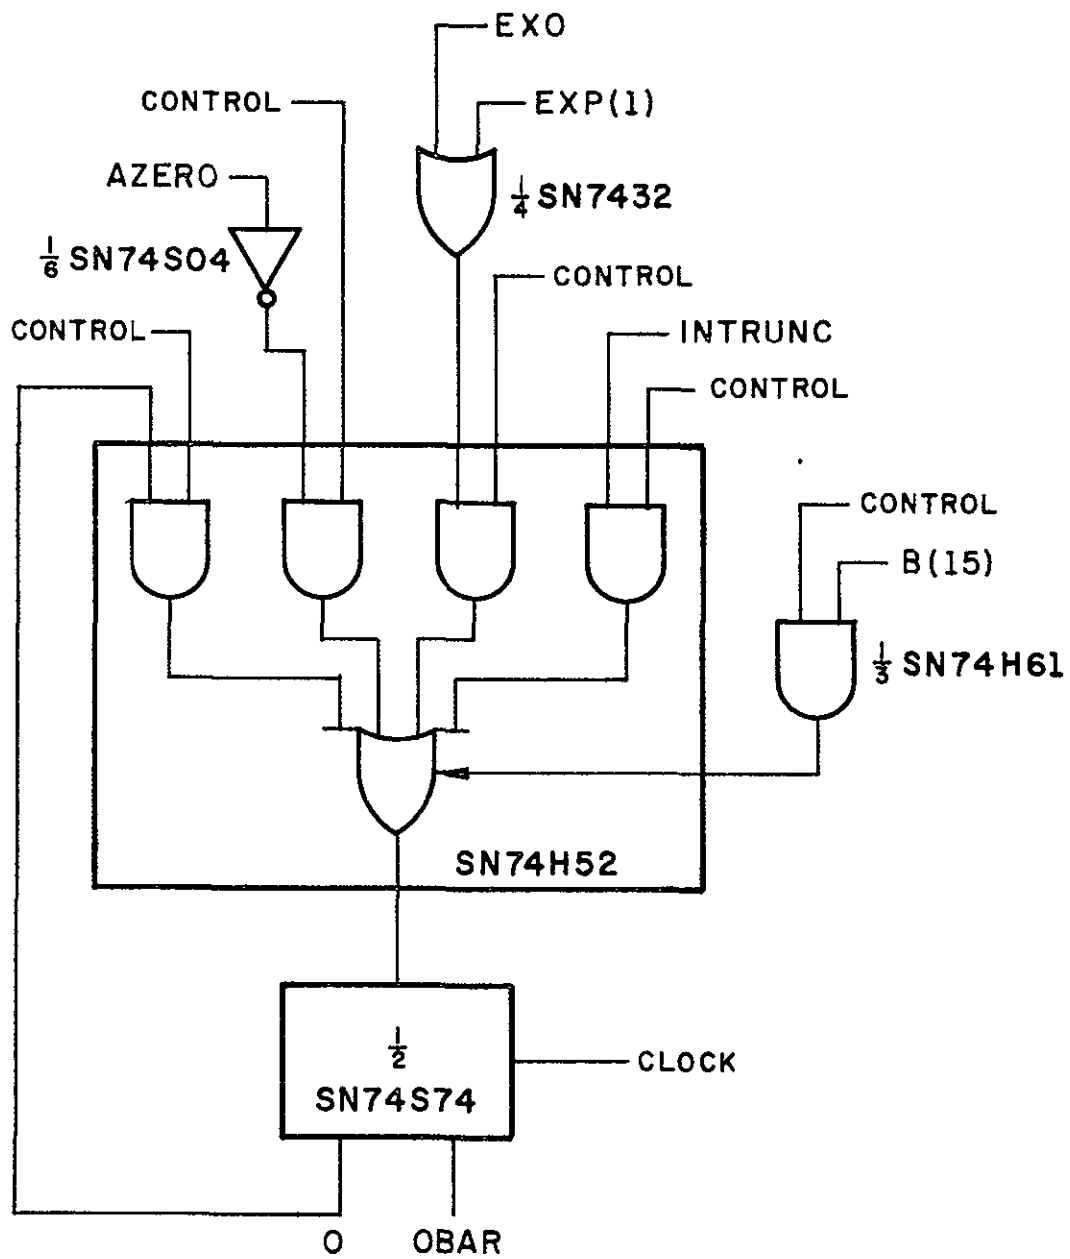 EXO
CONTROL
EXP(1)
AZERO
1/4 SN7432
1/6 SN74S04
CONTROL
CONTROL
INTRUNC
CONTROL
CONTROL
B(15)
1/3 SN74H61
SN74H52
1/2
SN74S74
CLOCK
O
OBAR